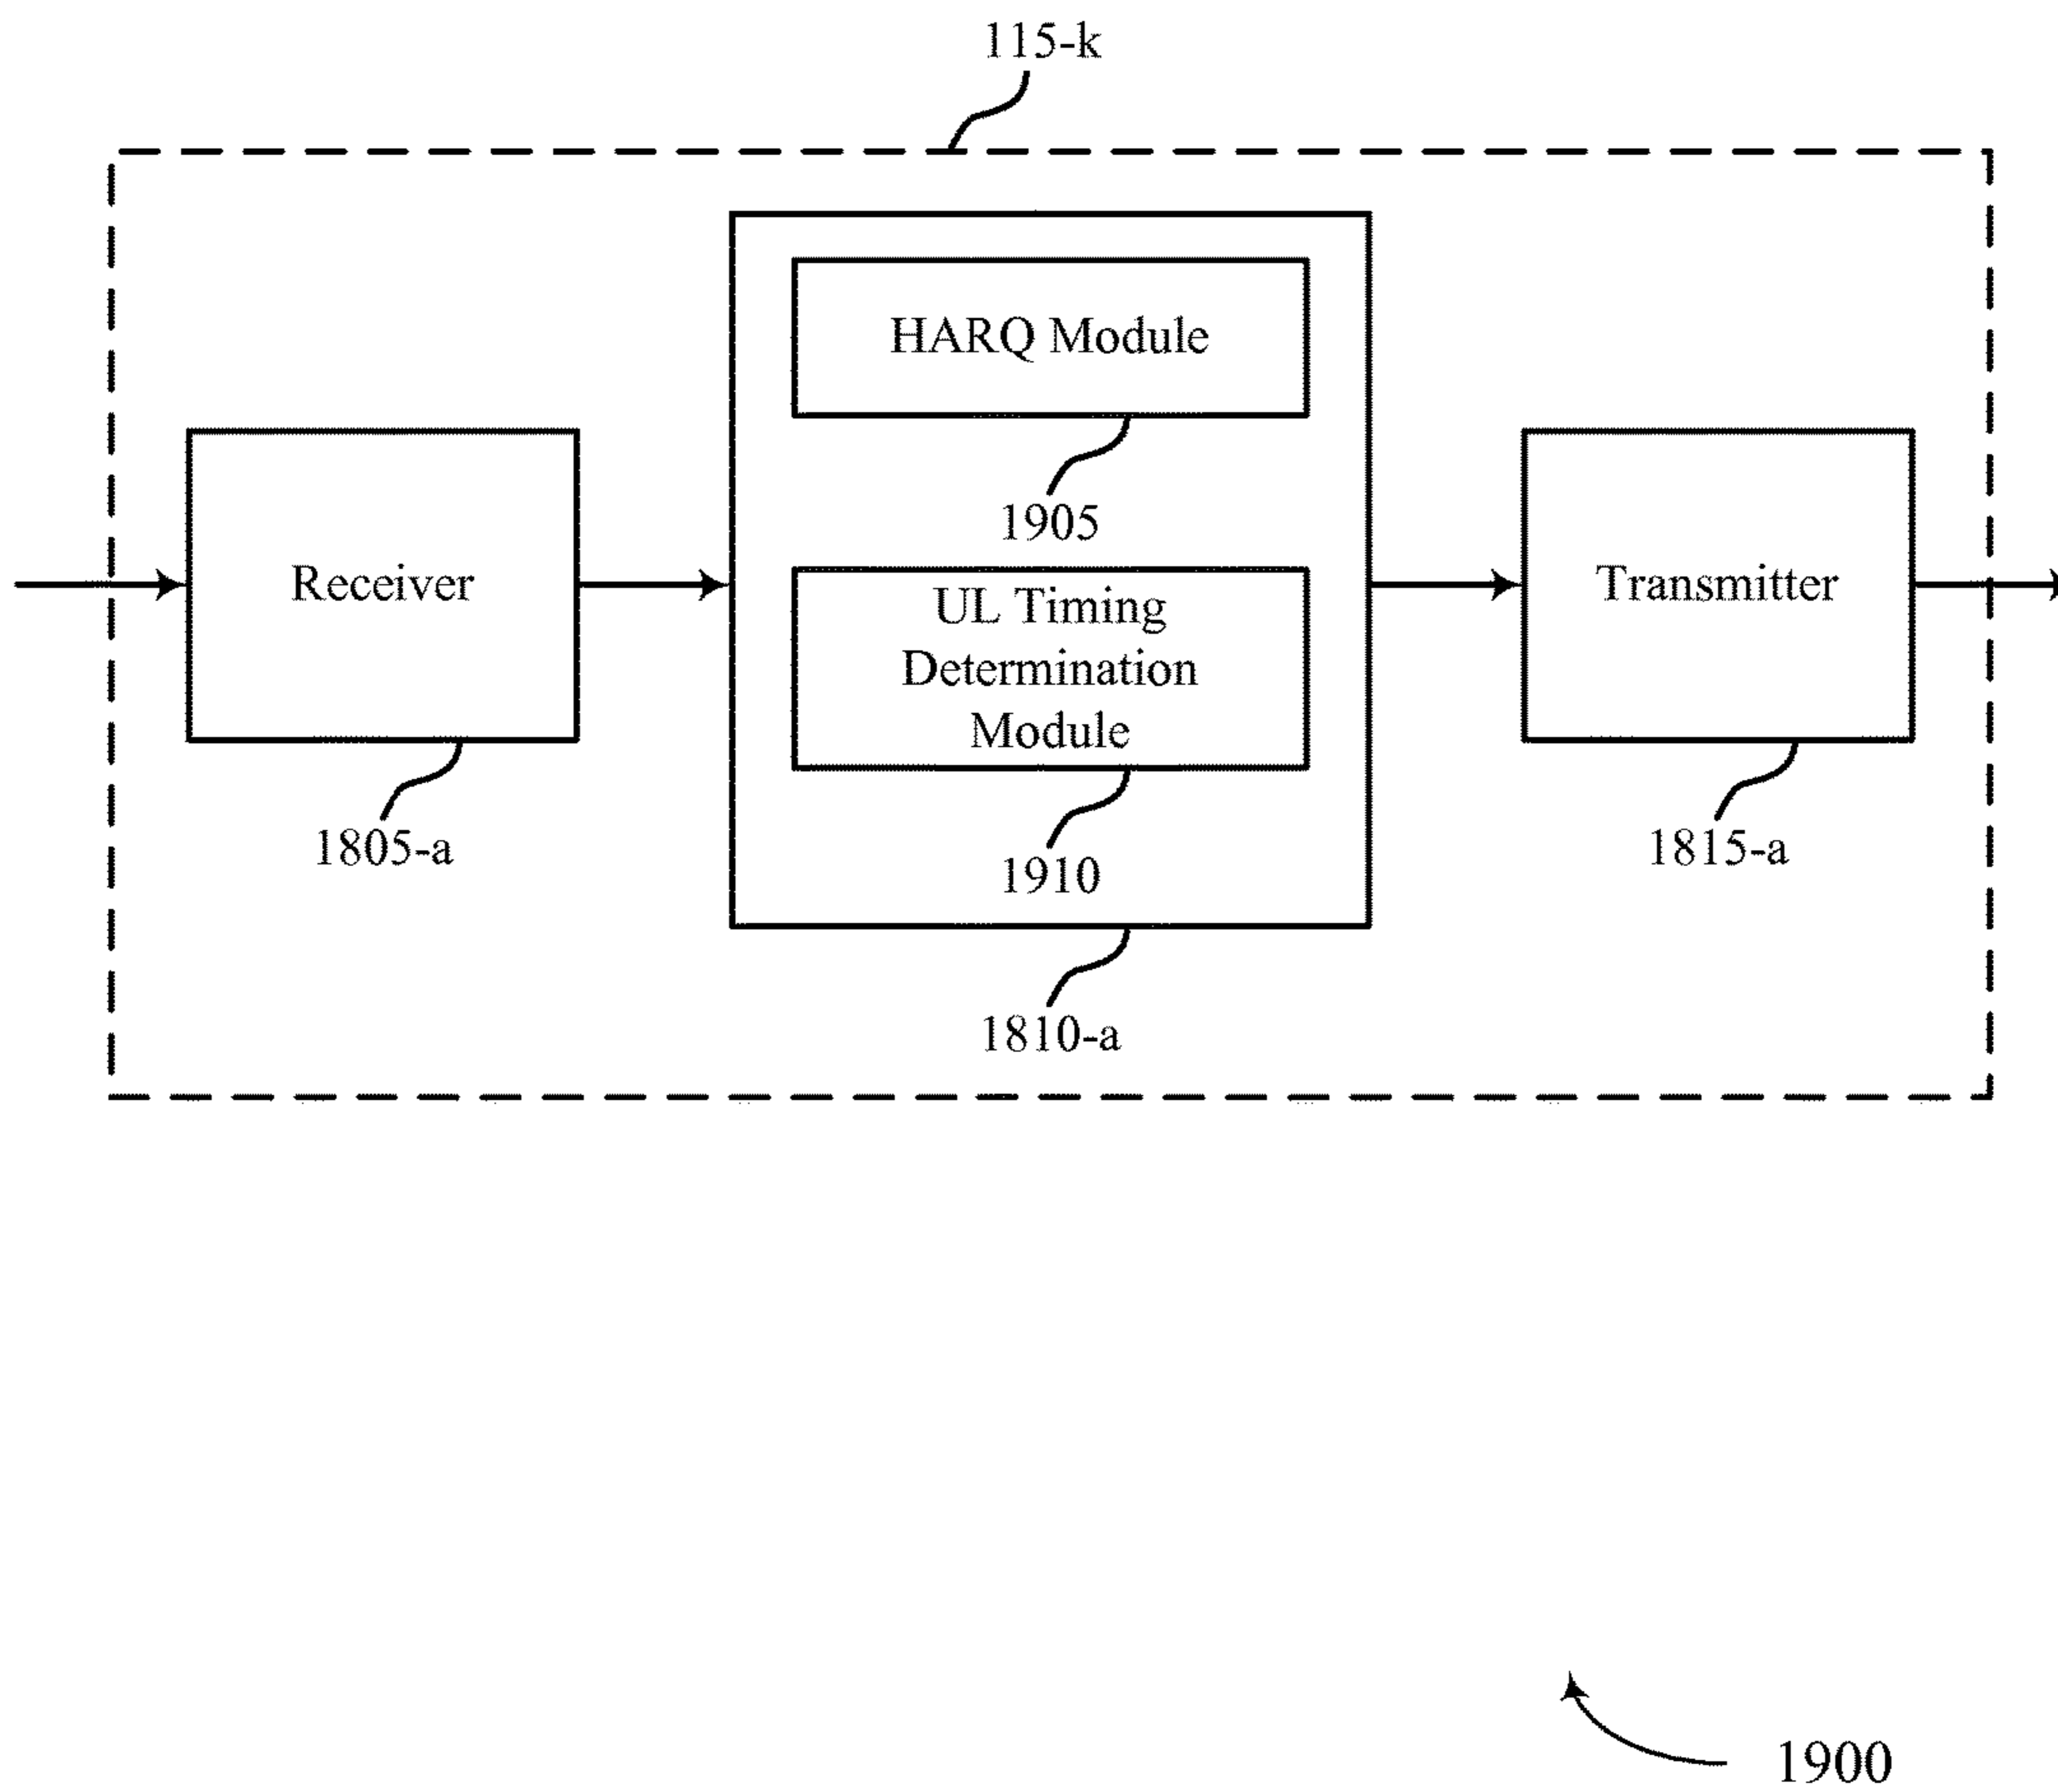 115-k
HARQ Module
1905
Receiver
1805-a
UL Timing
Determination
Module
1910
1810-a
Transmitter
1815-a
1900